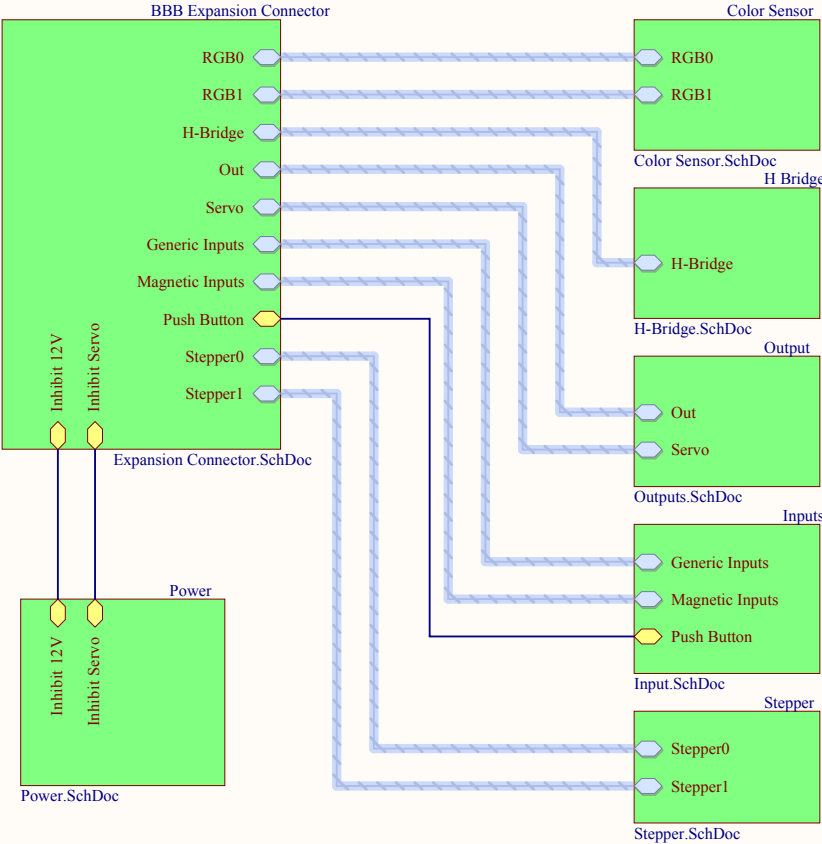 BBB Expansion Connector
RGB0
RGB1
H-Bridge
Out
Servo
Generic Inputs
Magnetic Inputs
Push Button
Stepper0
Stepper1
Inhibit 12V
Inhibit Servo
Expansion Connector.SchDoc
Power
Inhibit 12V
Inhibit Servo
Power.SchDoc
Color Sensor
RGB0
RGB1
Color Sensor.SchDoc
H Bridge
H-Bridge
H-Bridge.SchDoc
Output
Out
Servo
Outputs.SchDoc
Inputs
Generic Inputs
Magnetic Inputs
Push Button
Input.SchDoc
Stepper
Stepper0
Stepper1
Stepper.SchDoc